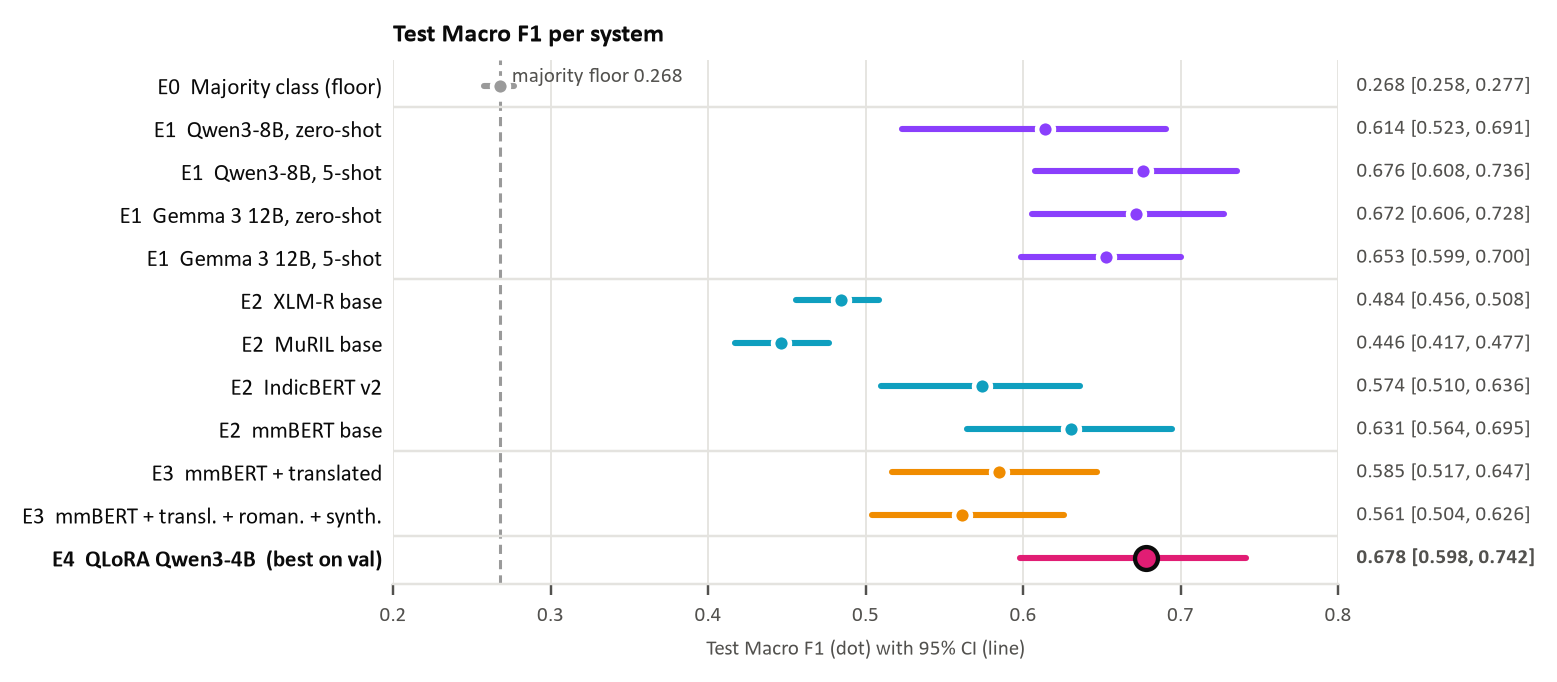 Test Macro F1 per system
majority floor 0.268
E0 Majority class (floor) 0.268 [0.258, 0.277]
E1 Qwen3-8B, zero-shot 0.614 [0.523, 0.691]
E1 Qwen3-8B, 5-shot 0.676 [0.608, 0.736]
E1 Gemma 3 12B, zero-shot 0.672 [0.606, 0.728]
E1 Gemma 3 12B, 5-shot 0.653 [0.599, 0.700]
E2 XLM-R base 0.484 [0.456, 0.508]
E2 MuRIL base 0.446 [0.417, 0.477]
E2 IndicBERT v2 0.574 [0.510, 0.636]
E2 mmBERT base 0.631 [0.564, 0.695]
E3 mmBERT + translated 0.585 [0.517, 0.647]
E3 mmBERT + transl. + roman. + synth. 0.561 [0.504, 0.626]
E4 QLoRA Qwen3-4B (best on val) 0.678 [0.598, 0.742]
0.2 0.3 0.4 0.5 0.6 0.7 0.8
Test Macro F1 (dot) with 95% CI (line)